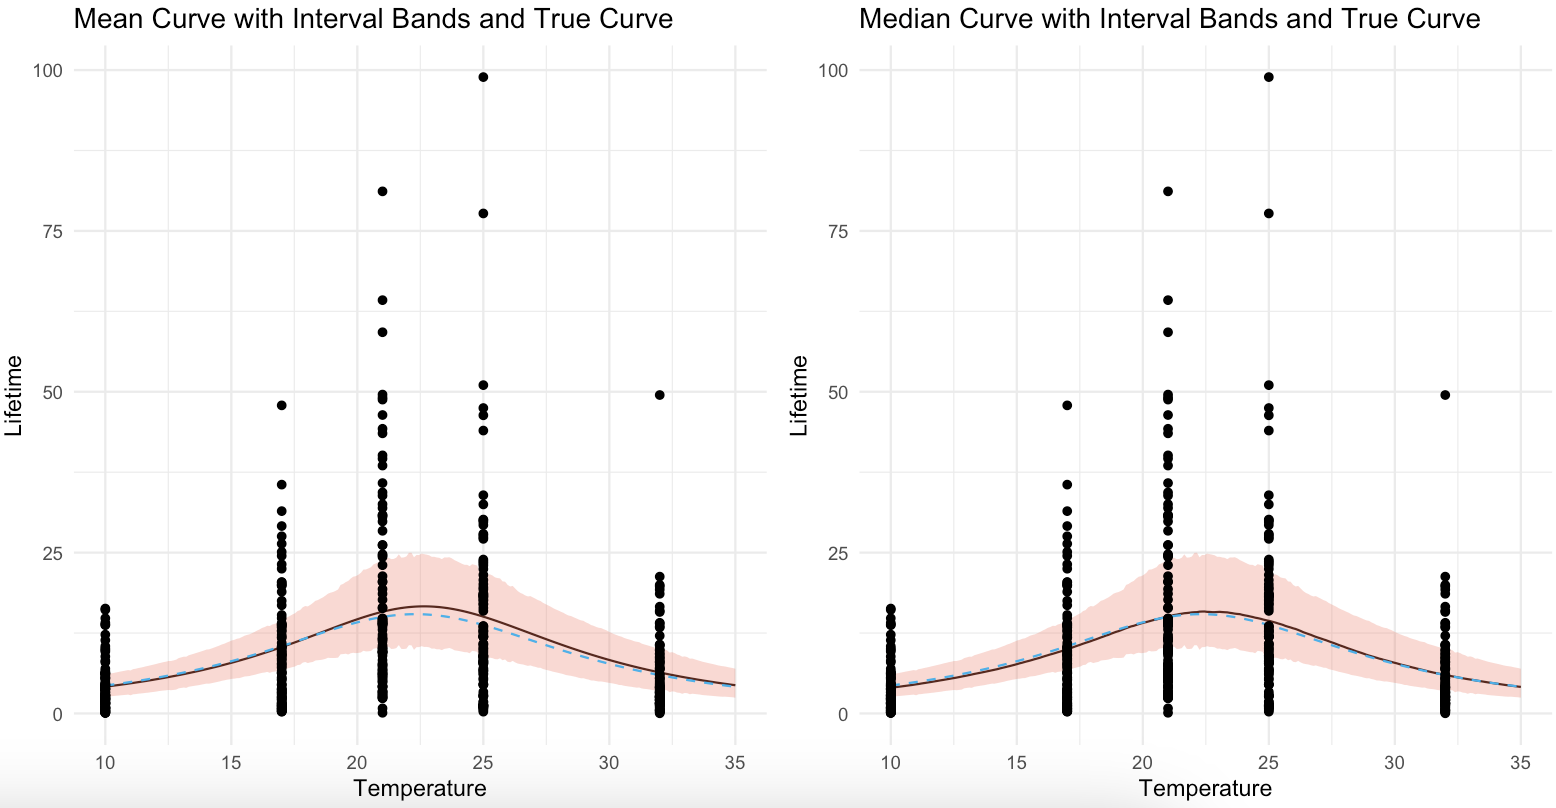 Mean Curve with Interval Bands and True Curve
100
75
50
25
0
Lifetime
10 15 20 25 30 35
Temperature
Median Curve with Interval Bands and True Curve
100
75
50
25
0
Lifetime
10 15 20 25 30 35
Temperature